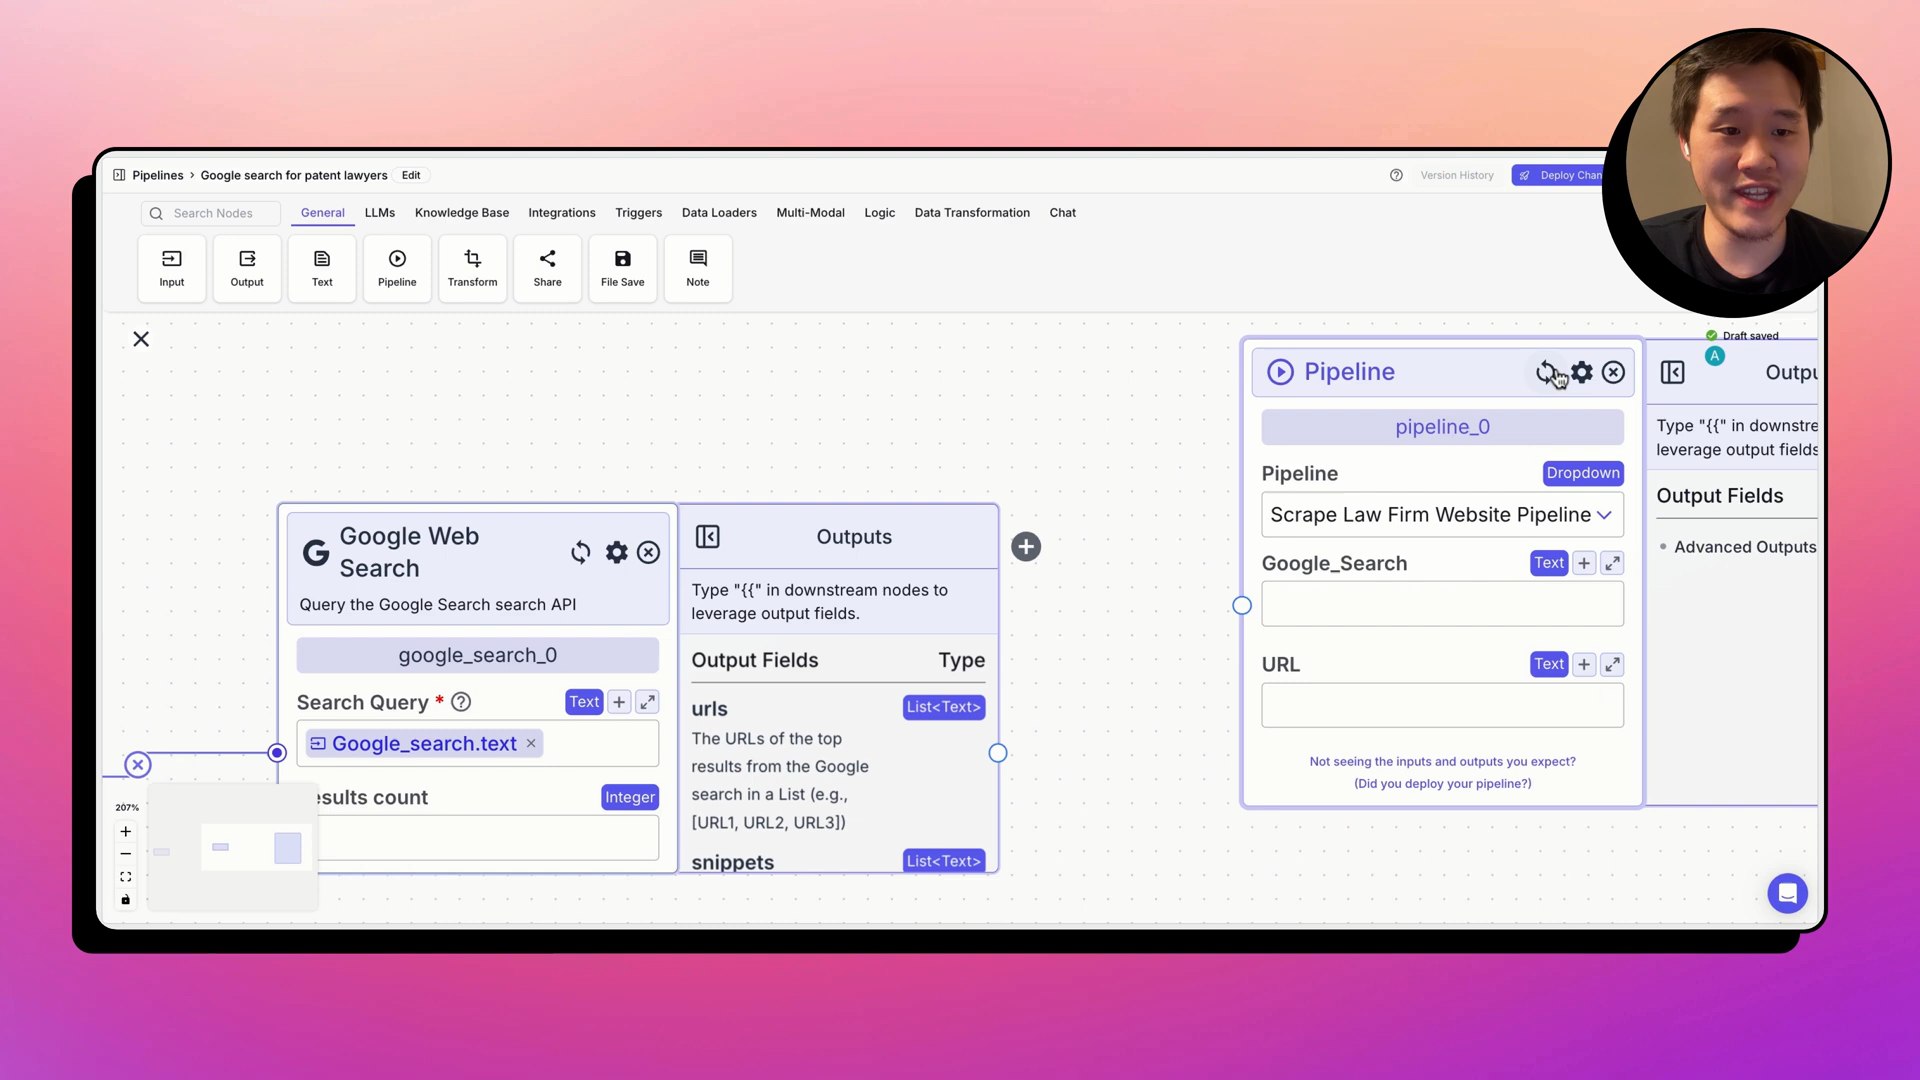 Pipelines › Google search for patent lawyers Edit
Version History
Deploy Chan
Search Nodes
General
LLMs
Knowledge Base
Integrations
Triggers
Data Loaders
Multi-Modal
Logic
Data Transformation
Chat
Input
Output
Text
Pipeline
Transform
Share
File Save
Note
Draft saved
A
Google Web
Search
Query the Google Search search API
google_search_0
Search Query * Text
Google_search.text
esults count Integer
Outputs
Type "{{" in downstream nodes to
leverage output fields.
Output Fields Type
urls List<Text>
The URLs of the top
results from the Google
search in a List (e.g.,
[URL1, URL2, URL3])
snippets List<Text>
207%
Pipeline
pipeline_0
Pipeline Dropdown
Scrape Law Firm Website Pipeline
Google_Search Text
URL Text
Not seeing the inputs and outputs you expect?
(Did you deploy your pipeline?)
Outpu
Type "{{" in downstre
leverage output fields
Output Fields
Advanced Outputs